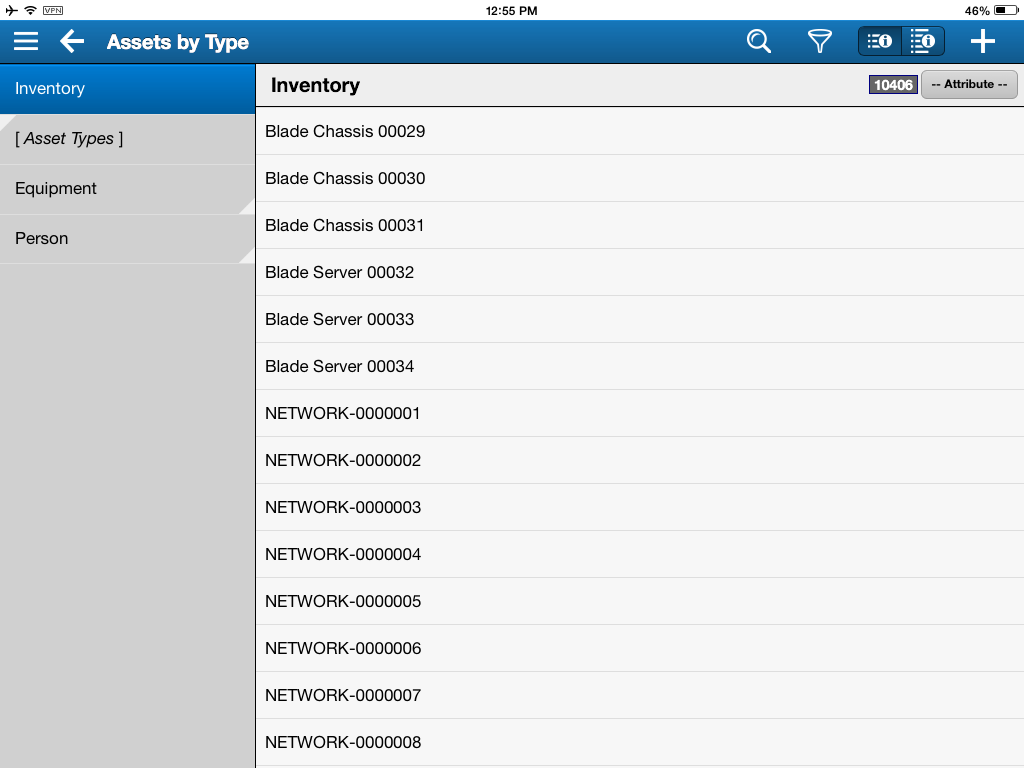 VPN 12:55 PM 46%
Assets by Type
Inventory
[ Asset Types ]
Equipment
Person
Inventory 10406 -- Attribute --
Blade Chassis 00029
Blade Chassis 00030
Blade Chassis 00031
Blade Server 00032
Blade Server 00033
Blade Server 00034
NETWORK-0000001
NETWORK-0000002
NETWORK-0000003
NETWORK-0000004
NETWORK-0000005
NETWORK-0000006
NETWORK-0000007
NETWORK-0000008